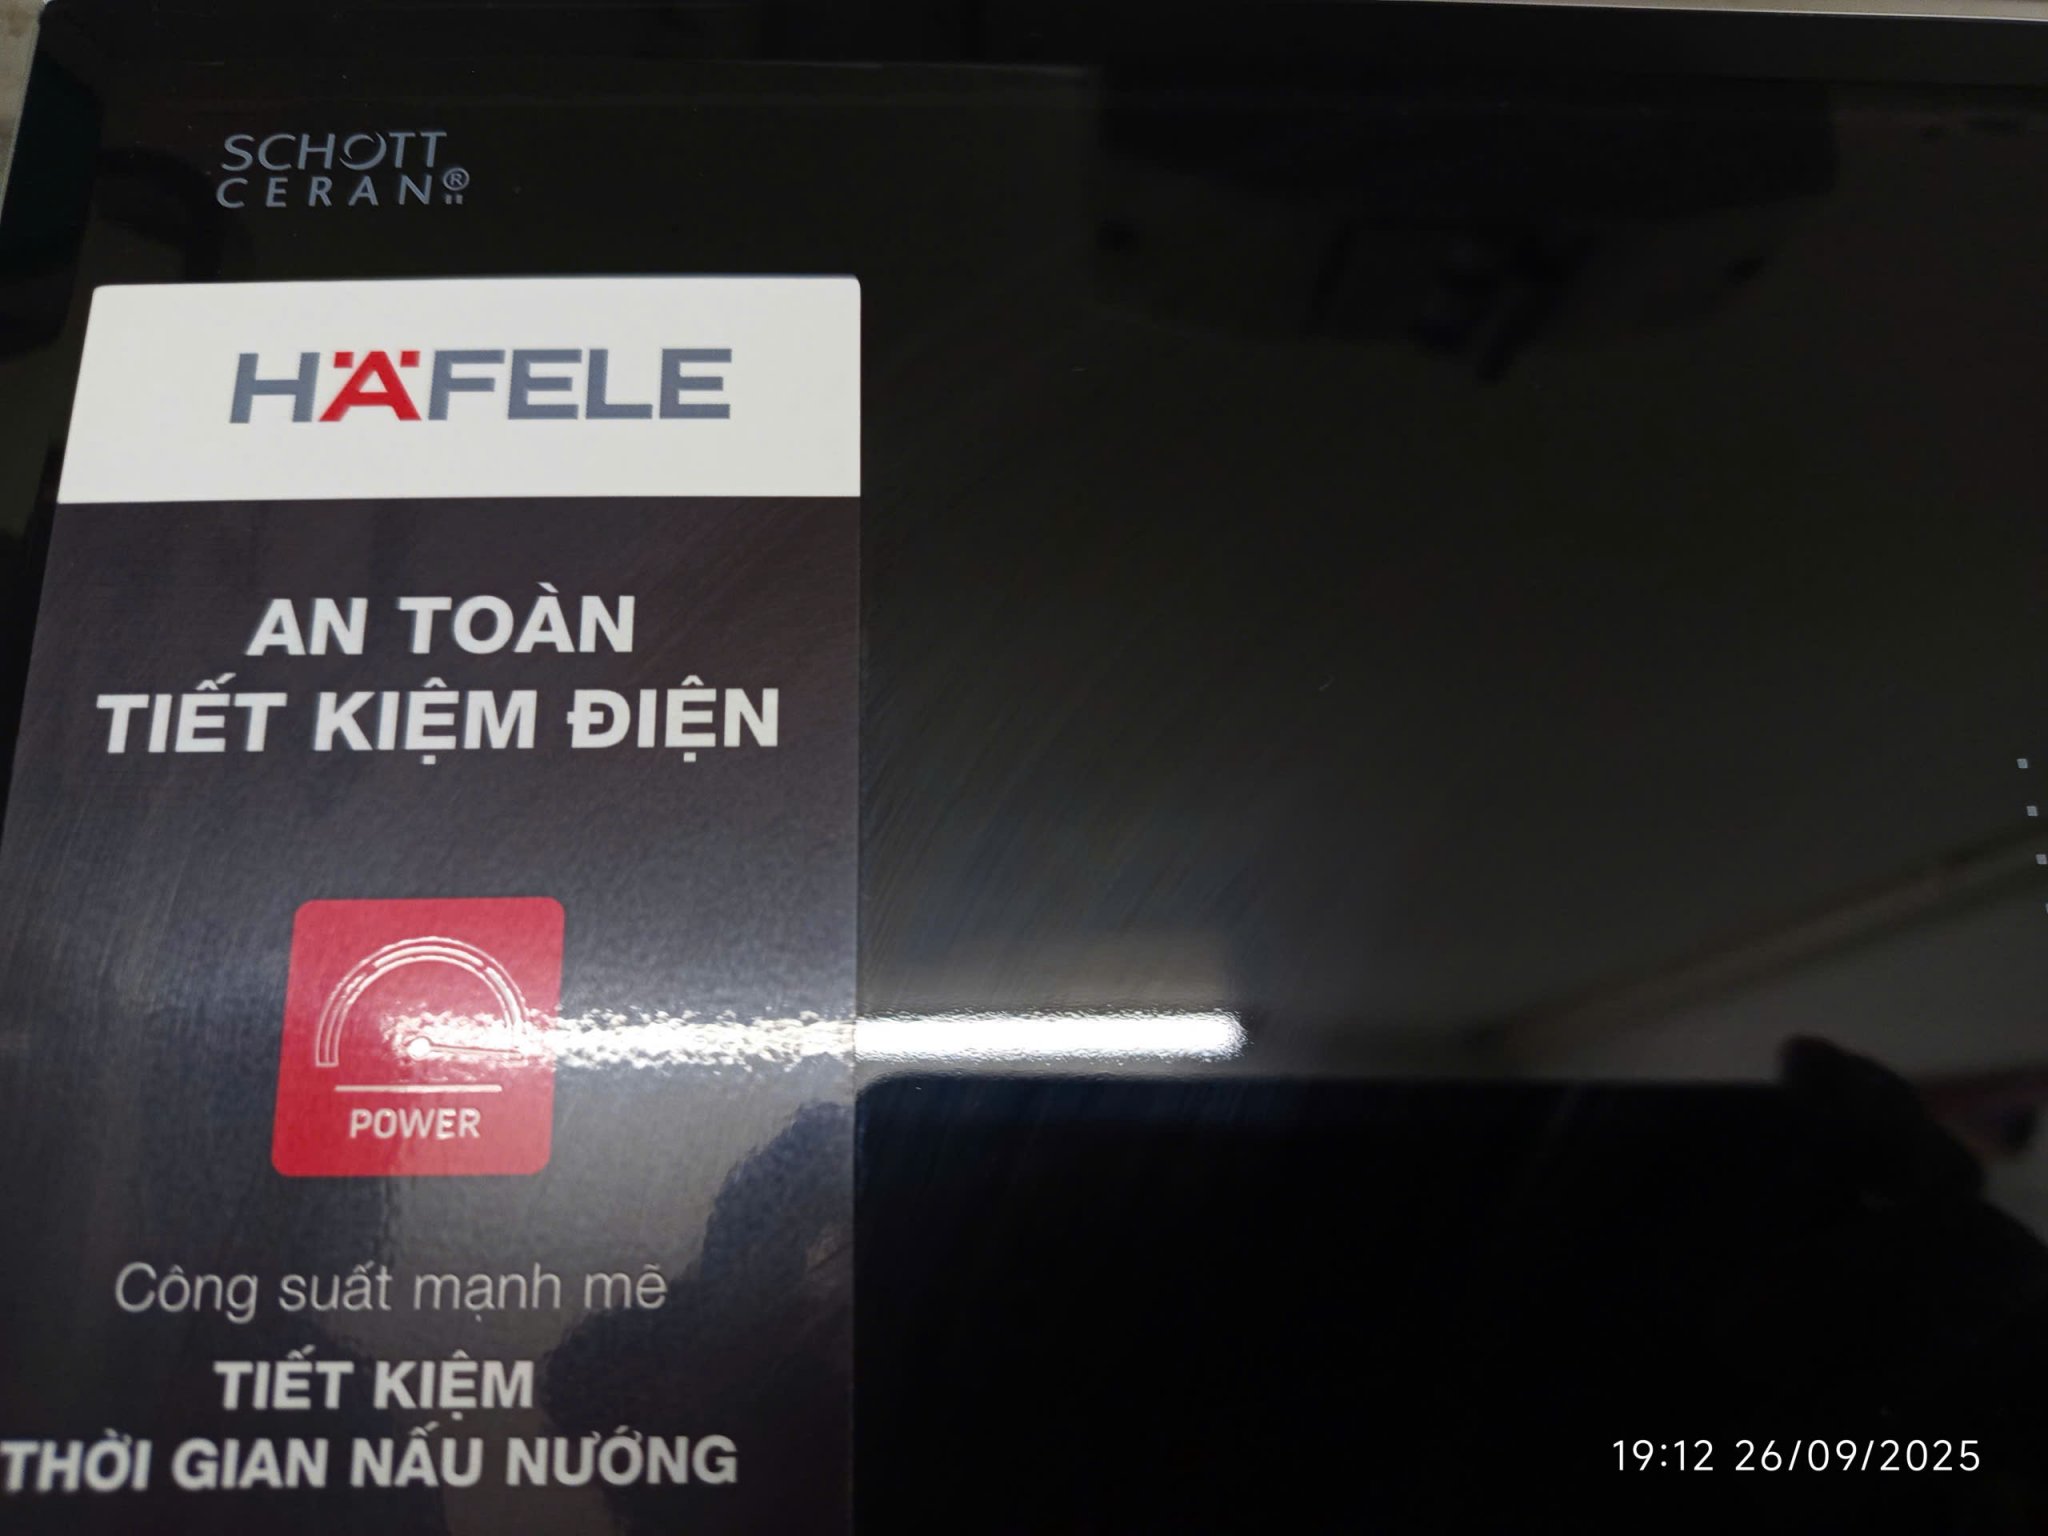 SCHOTT
CERAN®
HÄFELE
AN TOÀN
TIẾT KIỆM ĐIỆN
POWER
Công suất mạnh mẽ
TIẾT KIỆM
THỜI GIAN NẤU NƯỚNG
19:12 26/09/2025